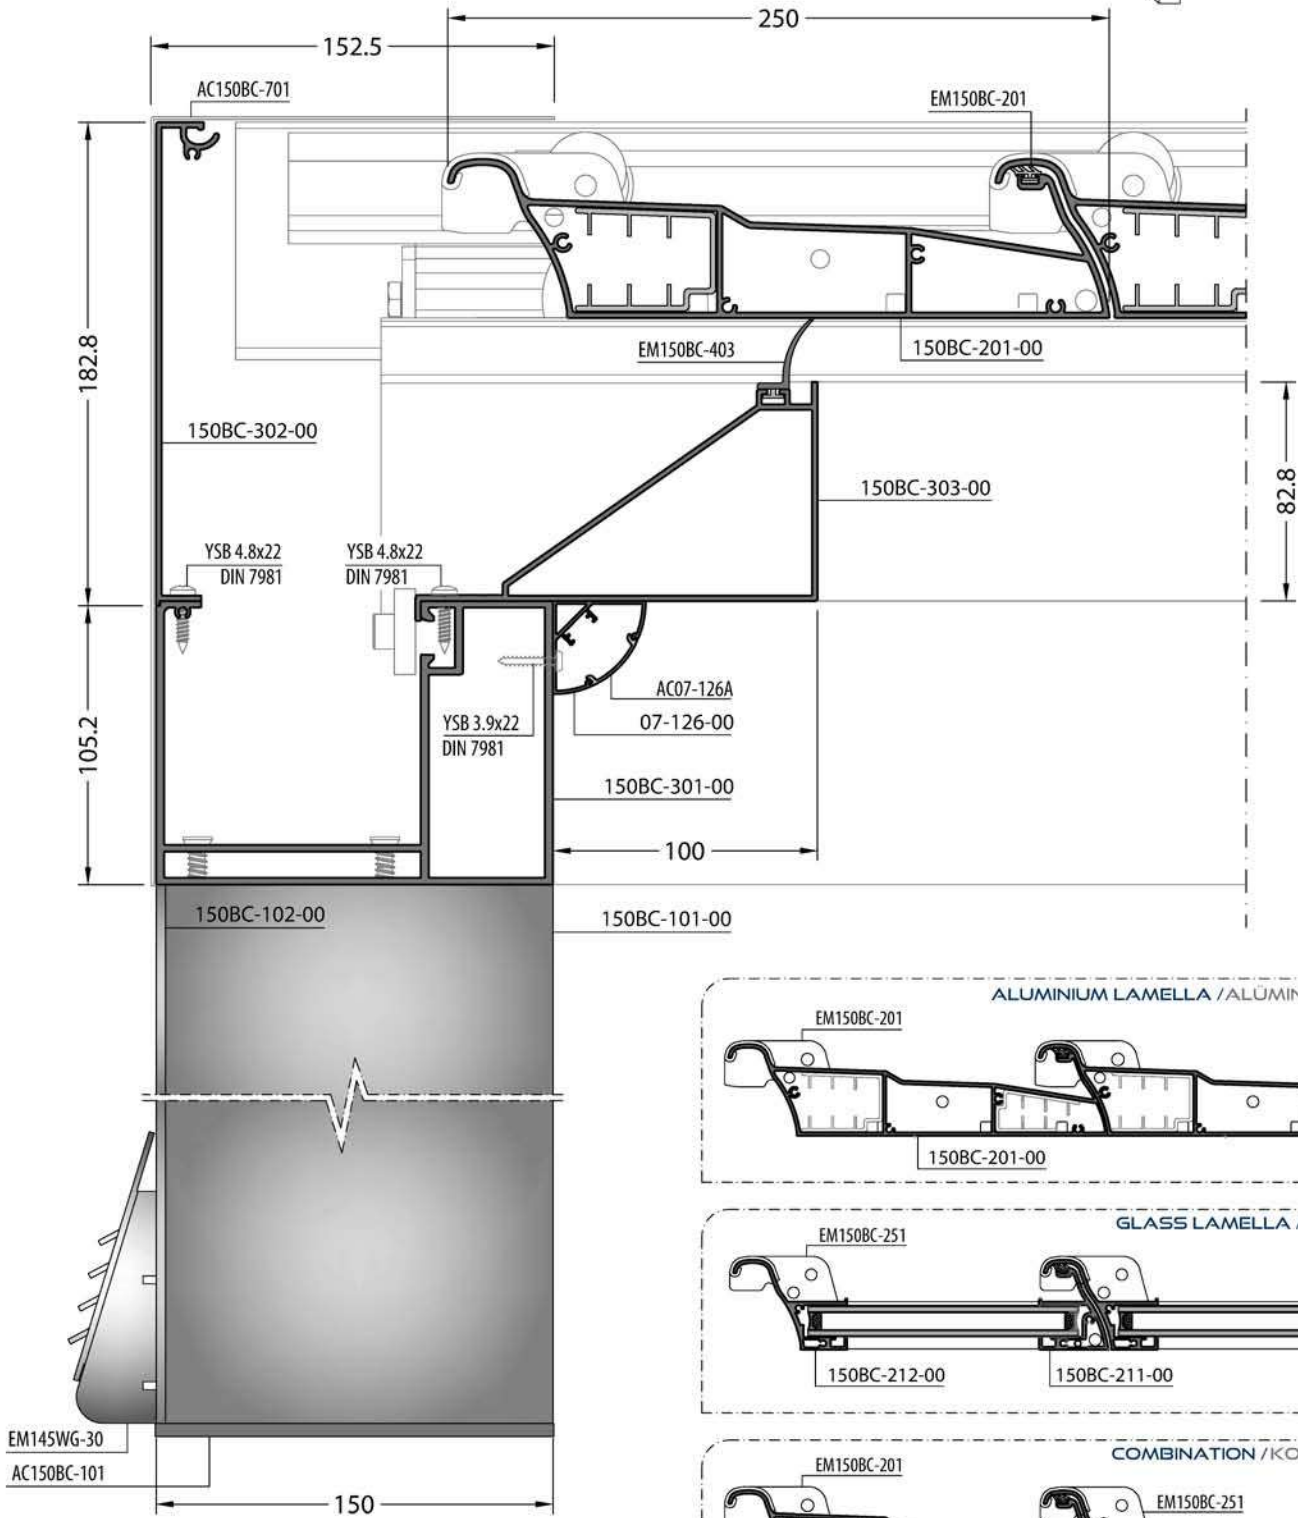 250
152.5
AC150BC-701
EM150BC-201
182.8
EM150BC-403
150BC-201-00
150BC-302-00
150BC-303-00
82.8
YSB 4.8x22
DIN 7981
YSB 4.8x22
DIN 7981
105.2
YSB 3.9x22
DIN 7981
AC07-126A
07-126-00
150BC-301-00
100
150BC-102-00
150BC-101-00
ALUMINIUM LAMELLA /ALÜMIN
EM150BC-201
150BC-201-00
GLASS LAMELLA /
EM150BC-251
150BC-212-00
150BC-211-00
EM145WG-30
AC150BC-101
150
COMBINATION /KO
EM150BC-201
EM150BC-251